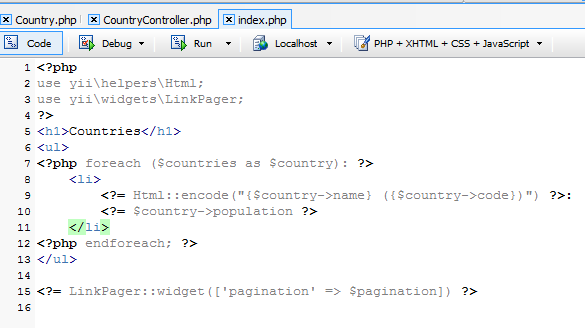 Country.php CountryController.php index.php
Code Debug Run Localhost PHP + XHTML + CSS + JavaScript
1 <?php
2 use yii\helpers\Html;
3 use yii\widgets\LinkPager;
4 ?>
5 <h1>Countries</h1>
6 <ul>
7 <?php foreach ($countries as $country): ?>
8     <li>
9         <?= Html::encode("{$country->name} ({$country->code})") ?>:
10         <?= $country->population ?>
11     </li>
12 <?php endforeach; ?>
13 </ul>
14
15 <?= LinkPager::widget(['pagination' => $pagination]) ?>
16